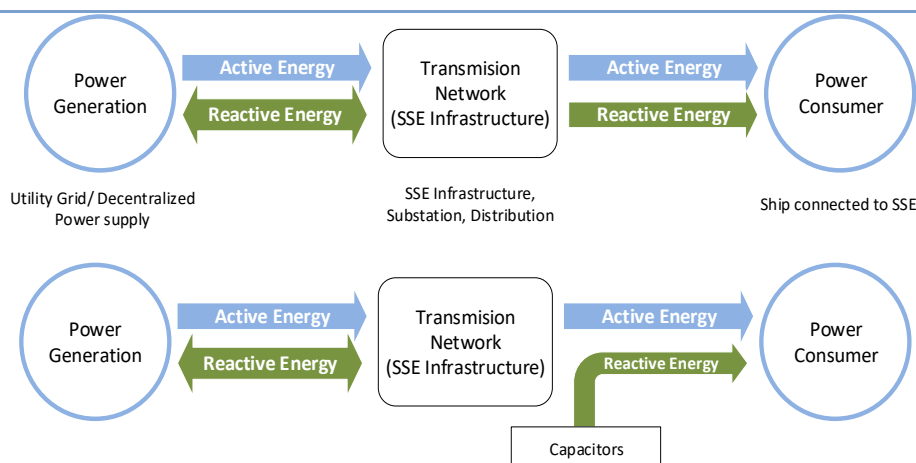 Power
Generation
Active Energy
Reactive Energy
Transmision
Network
(SSE Infrastructure)
Active Energy
Reactive Energy
Power
Consumer
Utility Grid/ Decentralized
Power supply
SSE Infrastructure,
Substation, Distribution
Ship connected to SSE
Power
Generation
Active Energy
Reactive Energy
Transmision
Network
(SSE Infrastructure)
Active Energy
Reactive Energy
Power
Consumer
Capacitors